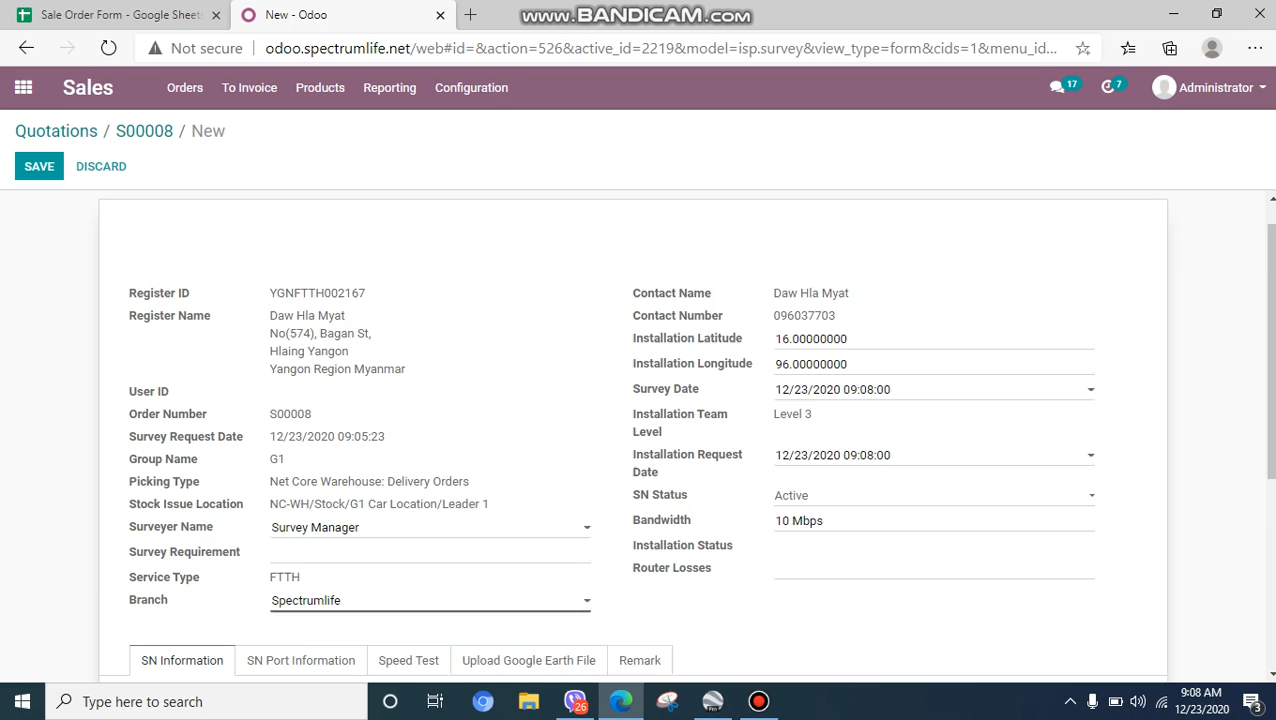 Sale Order Form - Google Sheets
New - Odoo
www.BANDICAM.com
Not secure
odoo.spectrumlife.net/web#id=&action=526&active_id=2219&model=isp.survey&view_type=form&cids=1&menu_id...
Sales
Orders
To Invoice
Products
Reporting
Configuration
17
7
Administrator
Quotations / S00008 / New
SAVE
DISCARD
Register ID YGNFTTH002167
Register Name Daw Hla Myat
No(574), Bagan St,
Hlaing Yangon
Yangon Region Myanmar
User ID
Order Number S00008
Survey Request Date 12/23/2020 09:05:23
Group Name G1
Picking Type Net Core Warehouse: Delivery Orders
Stock Issue Location NC-WH/Stock/G1 Car Location/Leader 1
Surveyer Name Survey Manager
Survey Requirement
Service Type FTTH
Branch Spectrumlife
Contact Name Daw Hla Myat
Contact Number 096037703
Installation Latitude 16.00000000
Installation Longitude 96.00000000
Survey Date 12/23/2020 09:08:00
Installation Team Level 3
Level
Installation Request 12/23/2020 09:08:00
Date
SN Status Active
Bandwidth 10 Mbps
Installation Status
Router Losses
SN Information
SN Port Information
Speed Test
Upload Google Earth File
Remark
Type here to search
26
Pro
9:08 AM
12/23/2020
3